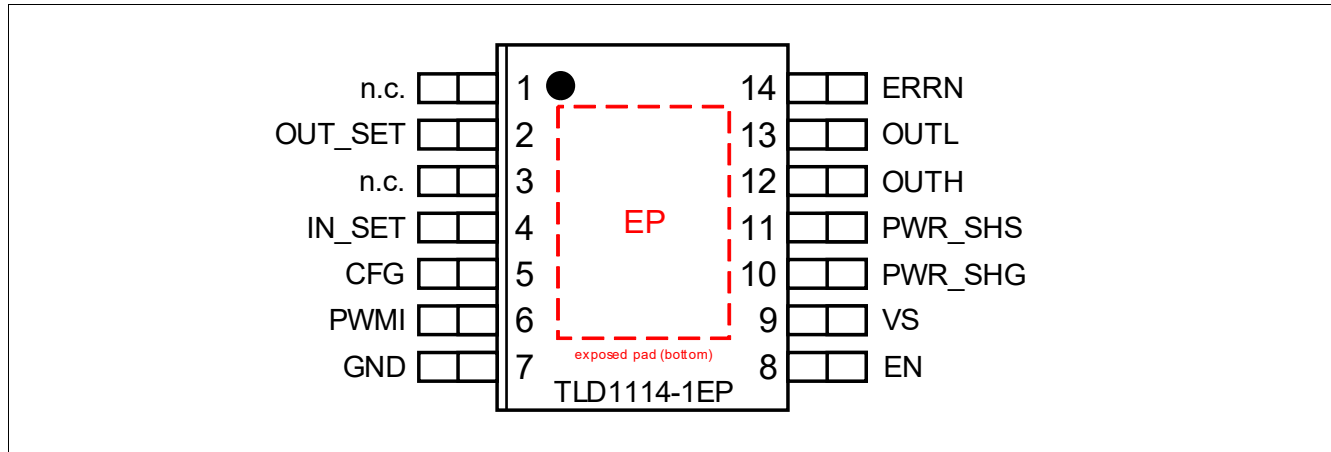 n.c. 1 14 ERRN
OUT_SET 2 13 OUTL
n.c. 3 12 OUTH
IN_SET 4 EP 11 PWR_SHS
CFG 5 10 PWR_SHG
PWMI 6 9 VS
exposed pad (bottom)
GND 7 8 EN
TLD1114-1EP